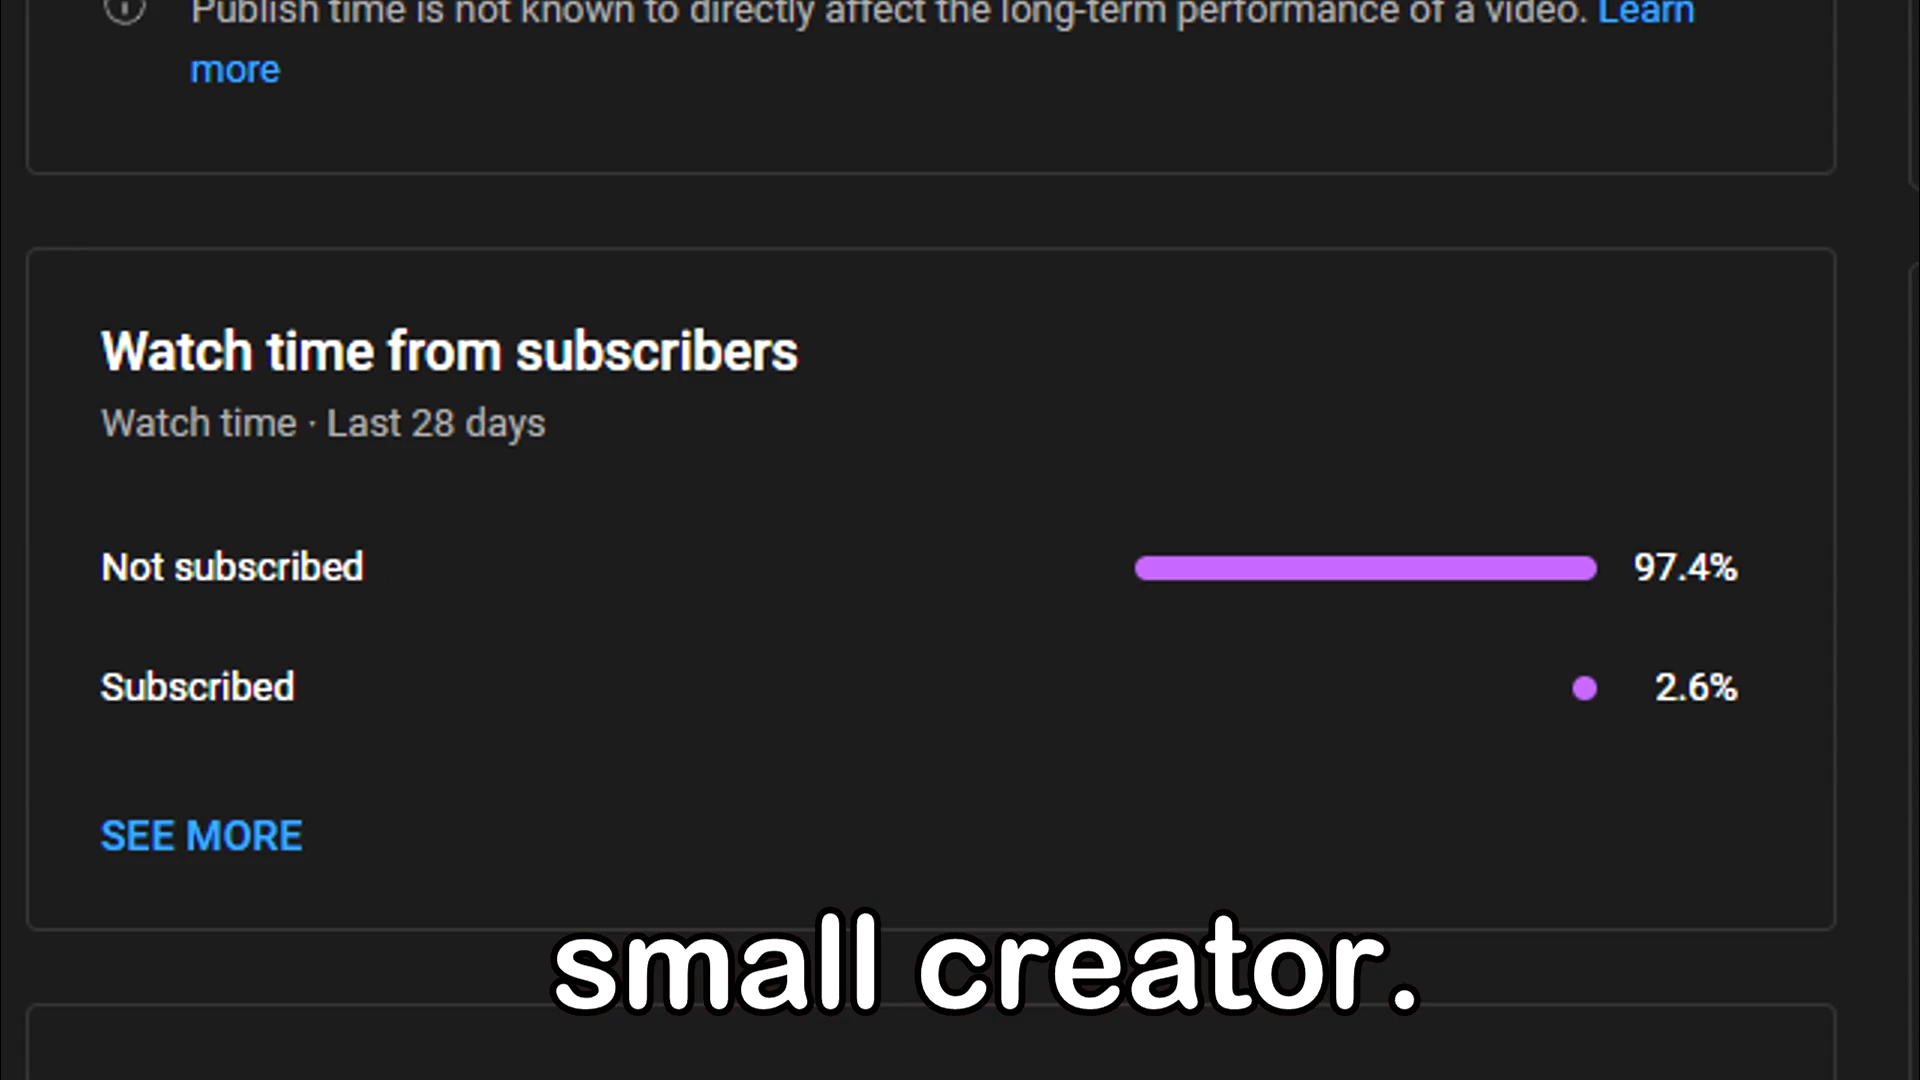 Publish time is not known to directly affect the long-term performance of a video. Learn
more
Watch time from subscribers
Watch time · Last 28 days
Not subscribed 97.4%
Subscribed 2.6%
SEE MORE
small creator.